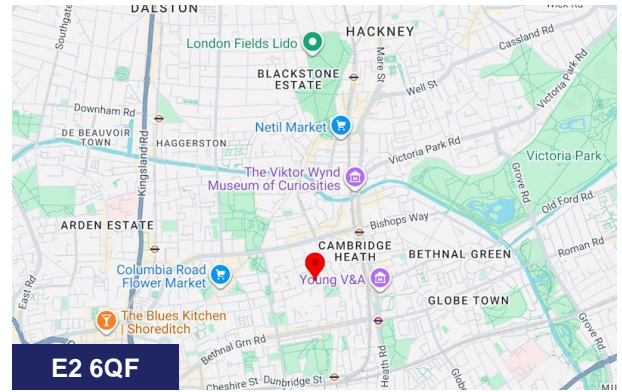 DALSTON
Wick Rd
Southgate
London Fields Lido
HACKNEY
Cassland Rd
Mare St
BLACKSTONE
ESTATE
Well St
Victoria Park Rd
Downham Rd
DE BEAUVOIR
TOWN
HAGGERSTON
Netil Market
Kingsland Rd
Victoria Park Rd
Victoria Park
The Viktor Wynd
Museum of Curiosities
Grove Rd
Old Ford Rd
ARDEN ESTATE
Bishops Way
CAMBRIDGE
HEATH
BETHNAL GREEN
Roman Rd
East Rd
Columbia Road
Flower Market
Young V&A
GLOBE TOWN
The Blues Kitchen
| Shoreditch
Grove Rd
Bethnal Grn Rd
Heath Rd
Globe
E2 6QF
Cheshire St
Dunbridge St